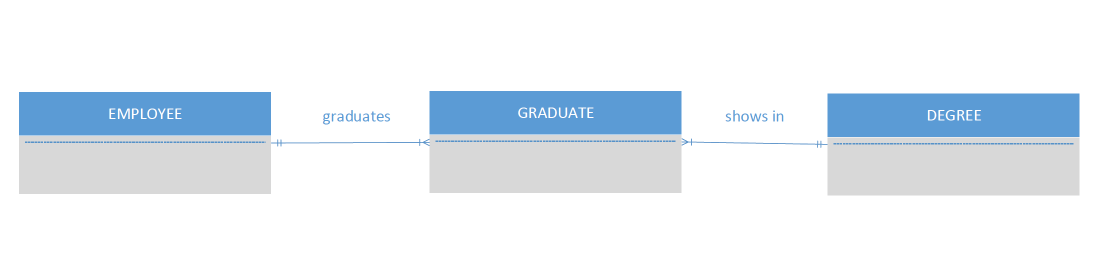 EMPLOYEE
graduates
GRADUATE
shows in
DEGREE